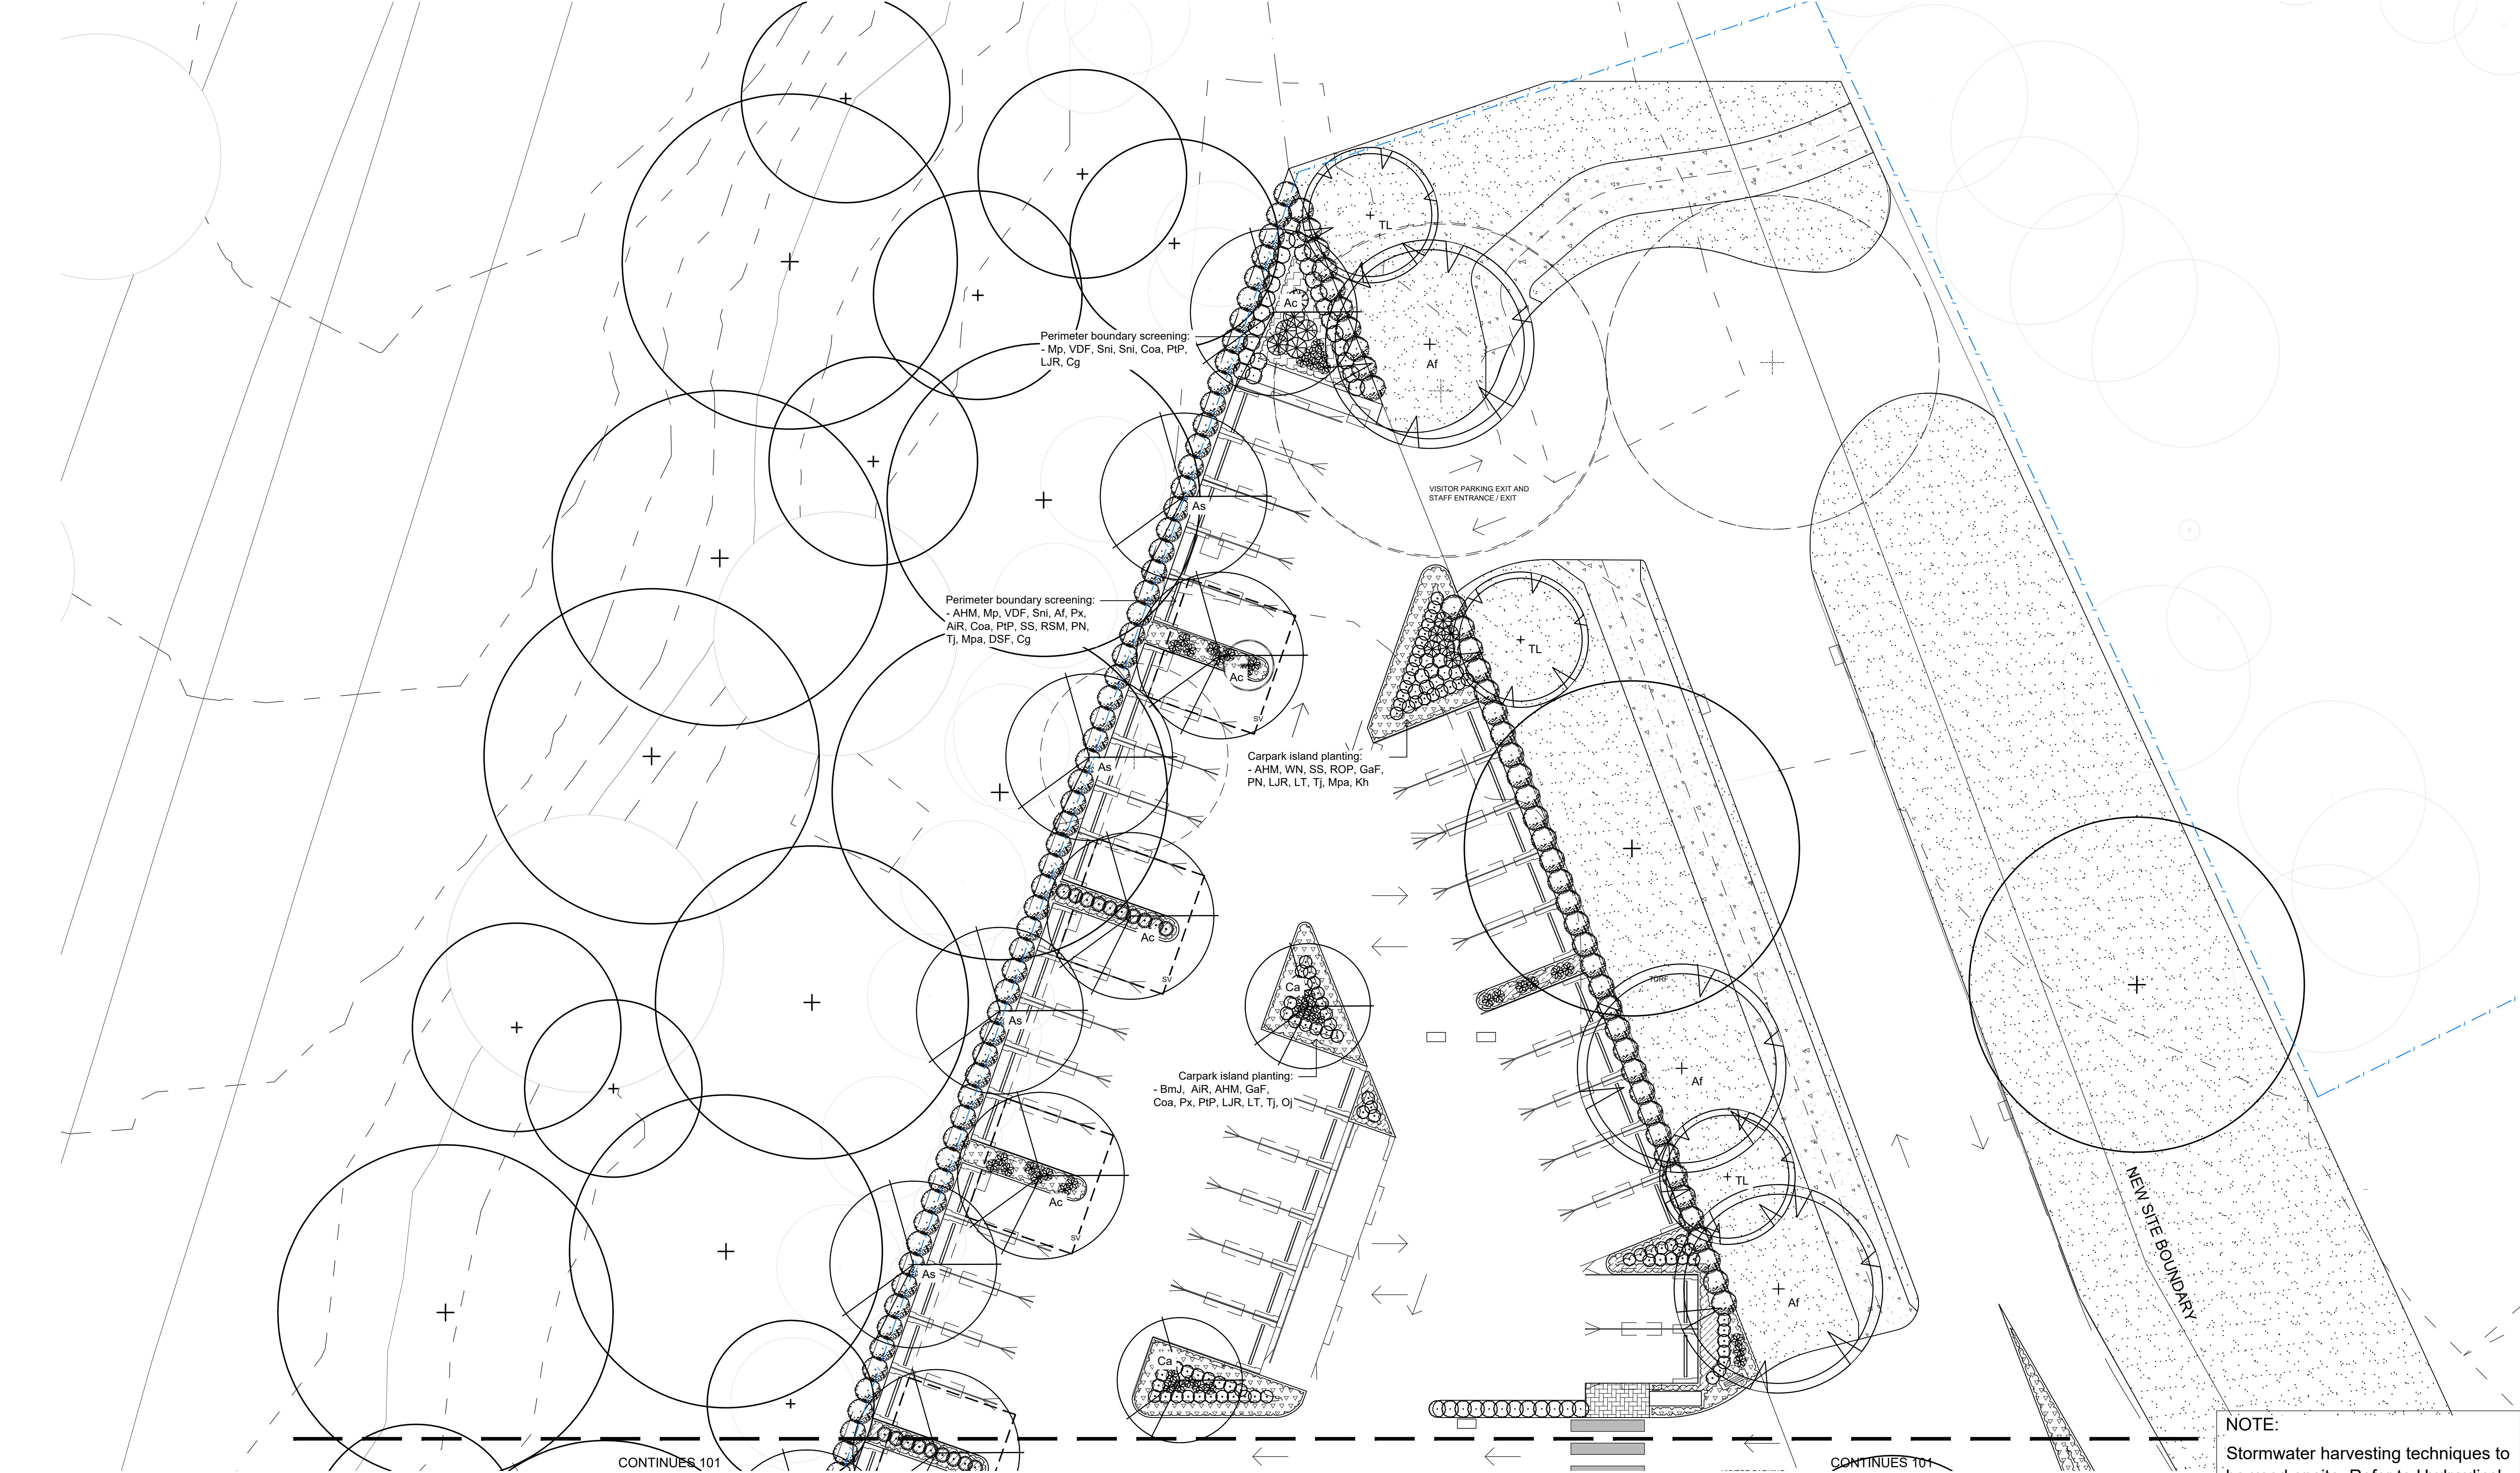 TL
Ac
Perimeter boundary screening:
- Mp, VDF, Sni, Sni, Coa, PtP,
LJR, Cg
Af
VISITOR PARKING EXIT AND
STAFF ENTRANCE / EXIT
As
Perimeter boundary screening:
- AHM, Mp, VDF, Sni, Af, Px,
AiR, Coa, PtP, SS, RSM, PN,
Tj, Mpa, DSF, Cg
TL
Ac
SV
Carpark island planting:
- AHM, WN, SS, ROP, GaF,
PN, LJR, LT, Tj, Mpa, Kh
As
Ac
SV
TURF
Ca
As
Carpark island planting:
- BmJ, AiR, AHM, GaF,
Coa, Px, PtP, LJR, LT, Tj, Oj
Af
TL
Ac
SV
NEW SITE BOUNDARY
As
Af
Ca
NOTE:
Stormwater harvesting techniques to
CONTINUES 101
CONTINUES 101